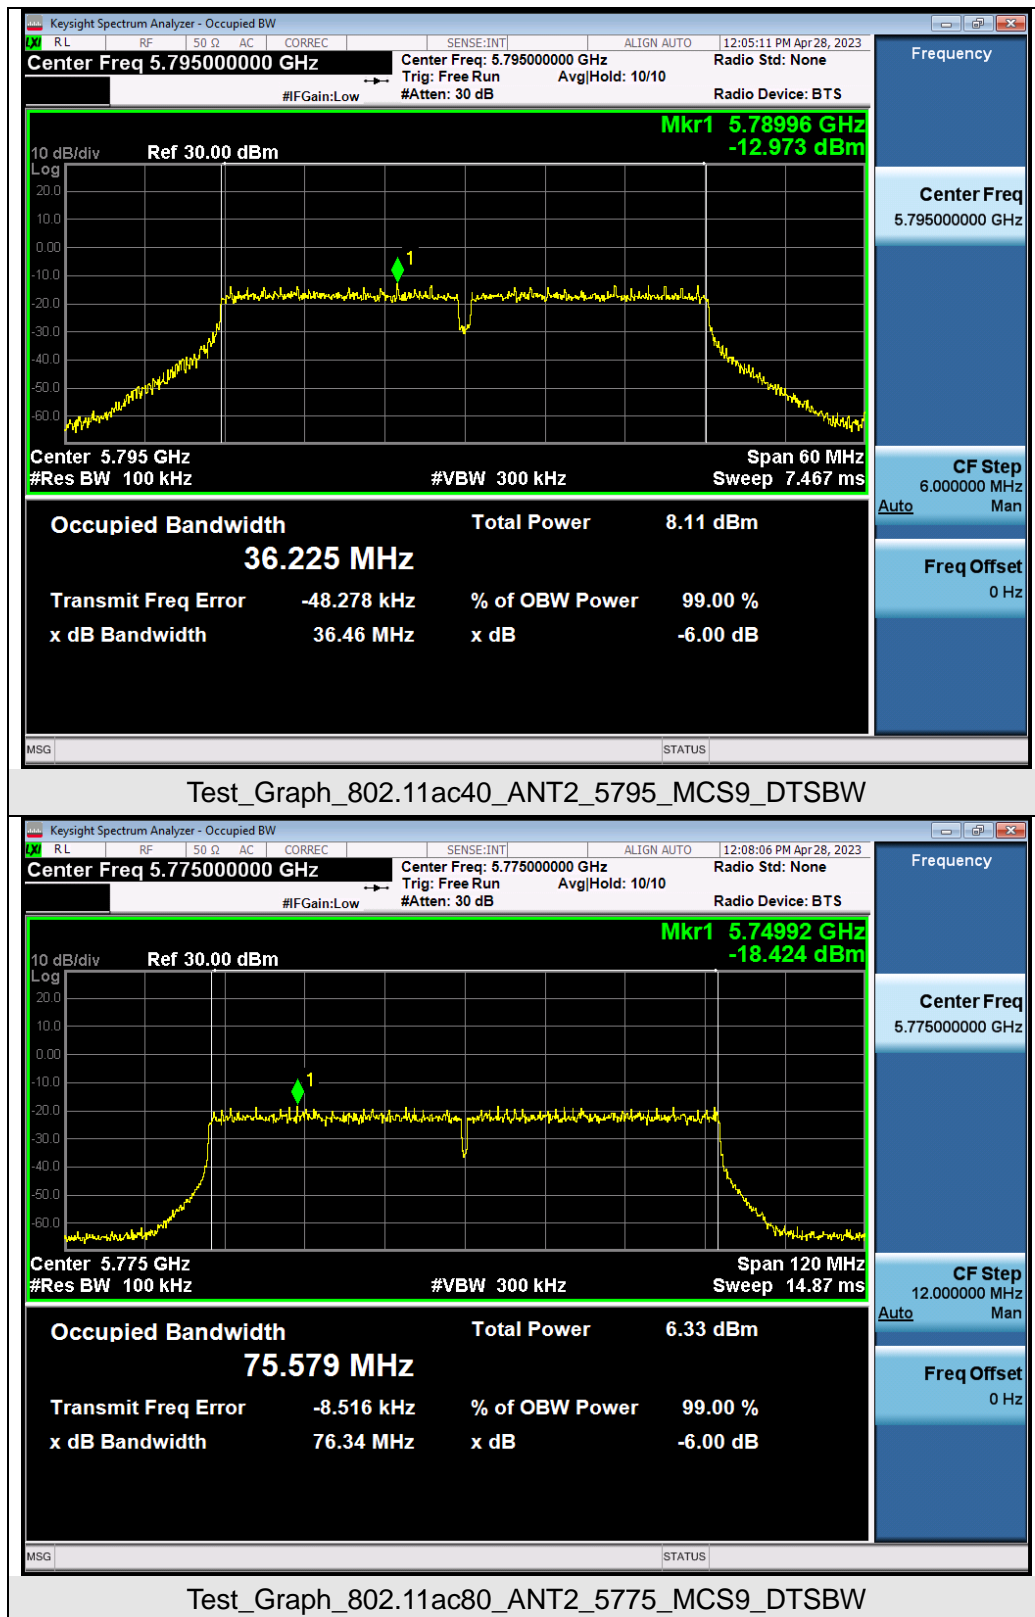 Keysight Spectrum Analyzer - Occupied BW
LXI RL RF 50 Ω AC CORREC SENSE:INT ALIGN AUTO 12:05:11 PM Apr 28, 2023
Center Freq 5.795000000 GHz
Center Freq: 5.795000000 GHz
Radio Std: None
Trig: Free Run Avg|Hold: 10/10
#IFGain:Low #Atten: 30 dB Radio Device: BTS
Mkr1 5.78996 GHz
-12.973 dBm
10 dB/div Ref 30.00 dBm
Log
20.0
10.0
0.00
1
-10.0
-20.0
-30.0
-40.0
-50.0
-60.0
Center 5.795 GHz Span 60 MHz
#Res BW 100 kHz #VBW 300 kHz Sweep 7.467 ms
Occupied Bandwidth Total Power 8.11 dBm
36.225 MHz
Transmit Freq Error -48.278 kHz % of OBW Power 99.00 %
x dB Bandwidth 36.46 MHz x dB -6.00 dB
MSG STATUS
Frequency
Center Freq
5.795000000 GHz
CF Step
6.000000 MHz
Auto Man
Freq Offset
0 Hz
Test_Graph_802.11ac40_ANT2_5795_MCS9_DTSBW
Keysight Spectrum Analyzer - Occupied BW
LXI RL RF 50 Ω AC CORREC SENSE:INT ALIGN AUTO 12:08:06 PM Apr 28, 2023
Center Freq 5.775000000 GHz
Center Freq: 5.775000000 GHz
Radio Std: None
Trig: Free Run Avg|Hold: 10/10
#IFGain:Low #Atten: 30 dB Radio Device: BTS
Mkr1 5.74992 GHz
-18.424 dBm
10 dB/div Ref 30.00 dBm
Log
20.0
10.0
0.00
-10.0
1
-20.0
-30.0
-40.0
-50.0
-60.0
Center 5.775 GHz Span 120 MHz
#Res BW 100 kHz #VBW 300 kHz Sweep 14.87 ms
Occupied Bandwidth Total Power 6.33 dBm
75.579 MHz
Transmit Freq Error -8.516 kHz % of OBW Power 99.00 %
x dB Bandwidth 76.34 MHz x dB -6.00 dB
MSG STATUS
Frequency
Center Freq
5.775000000 GHz
CF Step
12.000000 MHz
Auto Man
Freq Offset
0 Hz
Test_Graph_802.11ac80_ANT2_5775_MCS9_DTSBW